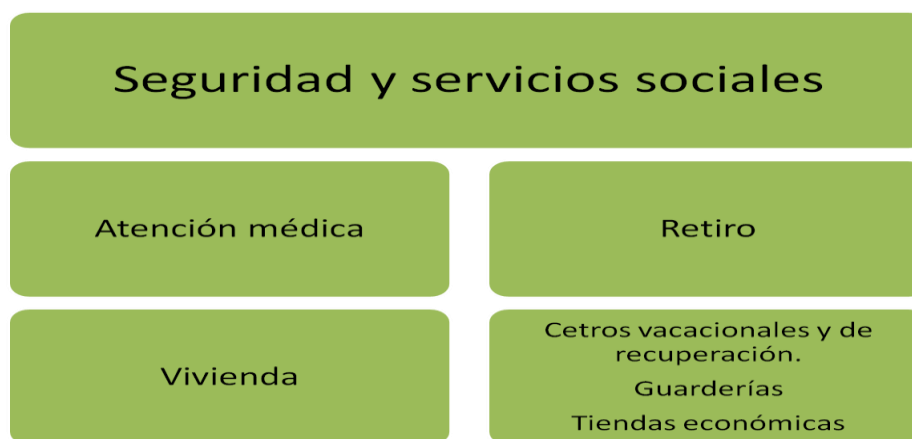 Seguridad y servicios sociales
Atención médica
Retiro
Vivienda
Cetros vacacionales y de
recuperación.
Guarderías
Tiendas económicas